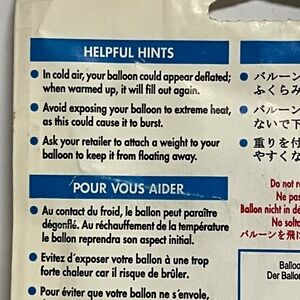 HELPFUL HINTS
In cold air, your balloon could appear deflated;
when warmed up, it will fill out again.
Avoid exposing your balloon to extreme heat,
as this could cause it to burst.
Ask your retailer to attach a weight to your
balloon to keep it from floating away.
POUR VOUS AIDER
Au contact du froid, le ballon peut paraître
dégonflé. Au réchauffement de la température
le ballon reprendra son aspect initial.
Evitez d'exposer votre ballon à une trop
forte chaleur car il risque de brûler.
Pour éviter que votre ballon ne s'envole,
バルーン
ふくらみ
バルーン
ないで下
重りを付
やすくな
Do not r
Ne pas
Ballon nicht in de
No solta
バルーンを飛
Balloo
Der Ballon